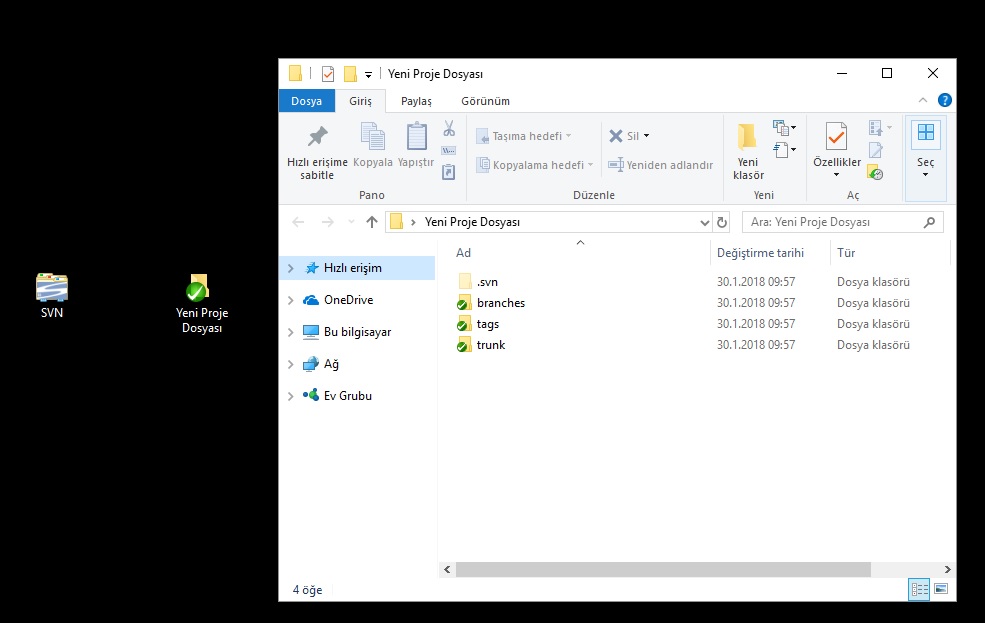 Yeni Proje Dosyası
Dosya
Giriş
Paylaş
Görünüm
?
Hızlı erişime
sabitle
Kopyala
Yapıştır
Pano
Taşıma hedefi
Kopyalama hedefi
Sil
Yeniden adlandır
Düzenle
Yeni
klasör
Yeni
Özellikler
Aç
Seç
Yeni Proje Dosyası
Ara: Yeni Proje Dosyası
Hızlı erişim
OneDrive
Bu bilgisayar
Ağ
Ev Grubu
Ad
Değiştirme tarihi
Tür
.svn
30.1.2018 09:57
Dosya klasörü
branches
30.1.2018 09:57
Dosya klasörü
tags
30.1.2018 09:57
Dosya klasörü
trunk
30.1.2018 09:57
Dosya klasörü
4 öğe
SVN
Yeni Proje
Dosyası